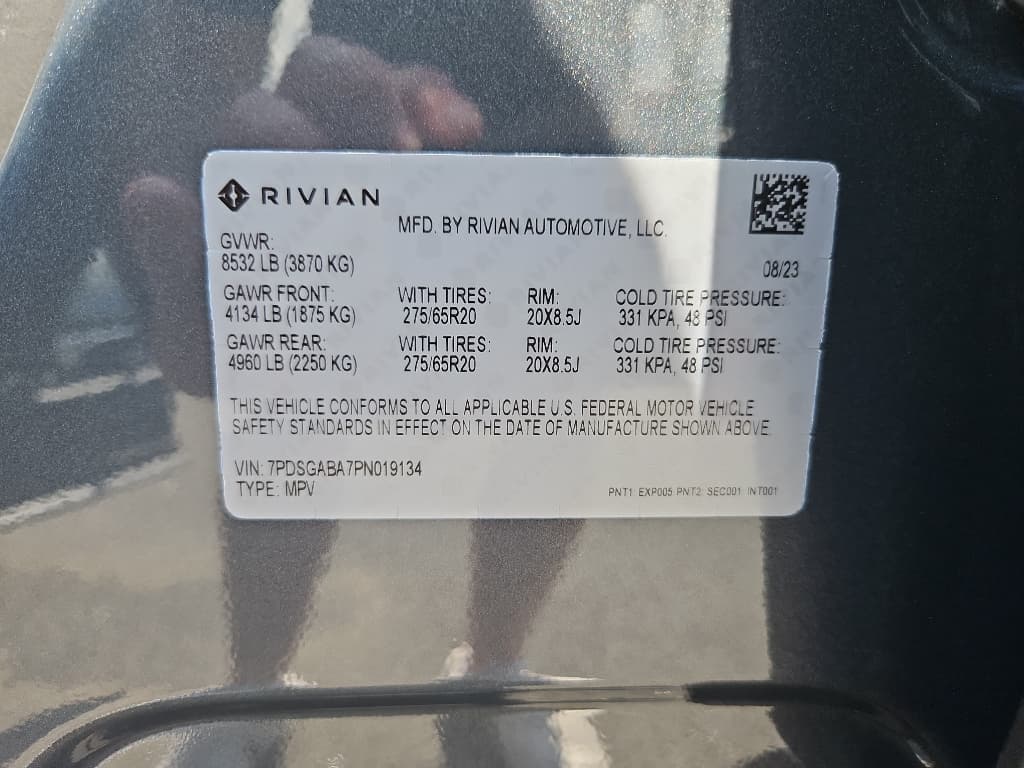 RIVIAN
MFD. BY RIVIAN AUTOMOTIVE, LLC.
GVWR:
8532 LB (3870 KG)
08/23
GAWR FRONT: WITH TIRES: RIM: COLD TIRE PRESSURE:
4134 LB (1875 KG) 275/65R20 20X8.5J 331 KPA, 48 PSI
GAWR REAR: WITH TIRES: RIM: COLD TIRE PRESSURE:
4960 LB (2250 KG) 275/65R20 20X8.5J 331 KPA, 48 PSI
THIS VEHICLE CONFORMS TO ALL APPLICABLE U.S. FEDERAL MOTOR VEHICLE
SAFETY STANDARDS IN EFFECT ON THE DATE OF MANUFACTURE SHOWN ABOVE.
VIN: 7PDSGABA7PN019134
TYPE: MPV
PNT1: EXP005 PNT2: SEC001 INT001